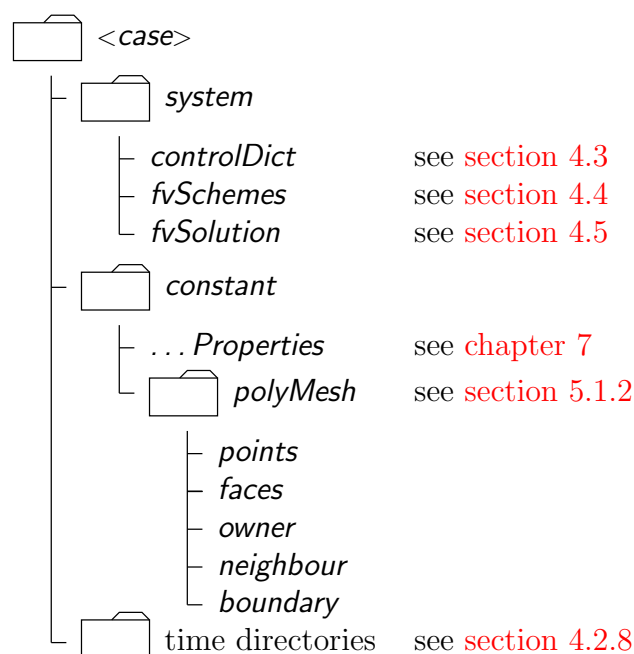 <case>
system
controlDict see section 4.3
fvSchemes see section 4.4
fvSolution see section 4.5
constant
...Properties see chapter 7
polyMesh see section 5.1.2
points
faces
owner
neighbour
boundary
time directories see section 4.2.8